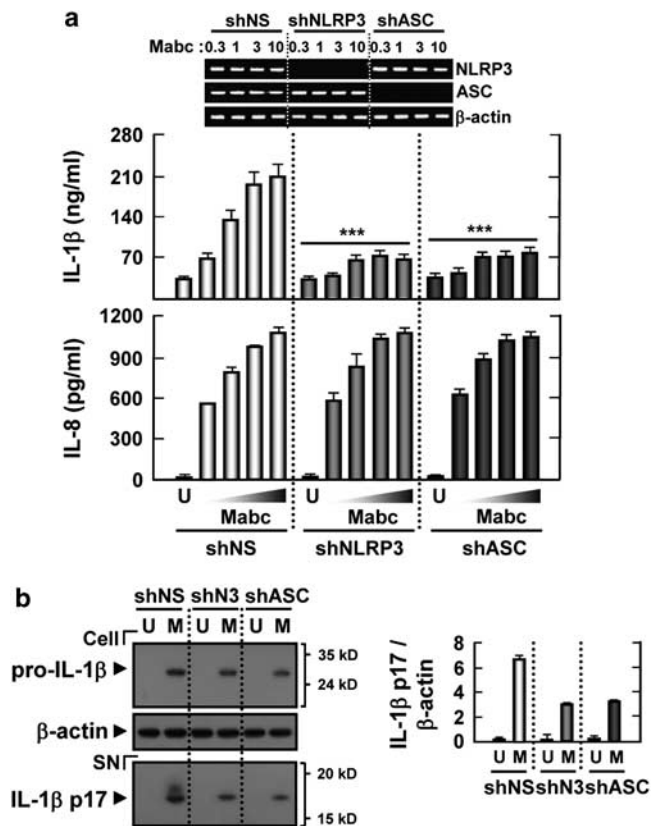 a
shNS shNLRP3 shASC
Mabc : 0.3 1 3 10 0.3 1 3 10 0.3 1 3 10
NLRP3
ASC
β-actin
280
210
140
70
IL-1β (ng/ml)
*** ***
1200
900
600
300
0
IL-8 (pg/ml)
U U U
Mabc Mabc Mabc
shNS shNLRP3 shASC
b
shNS shN3 shASC
U M U M U M
Cell
pro-IL-1β
35 kD
24 kD
β-actin
SN
20 kD
IL-1β p17
15 kD
8
6
4
2
0
IL-1β p17 /
β-actin
U M U M U M
shNS shN3 shASC